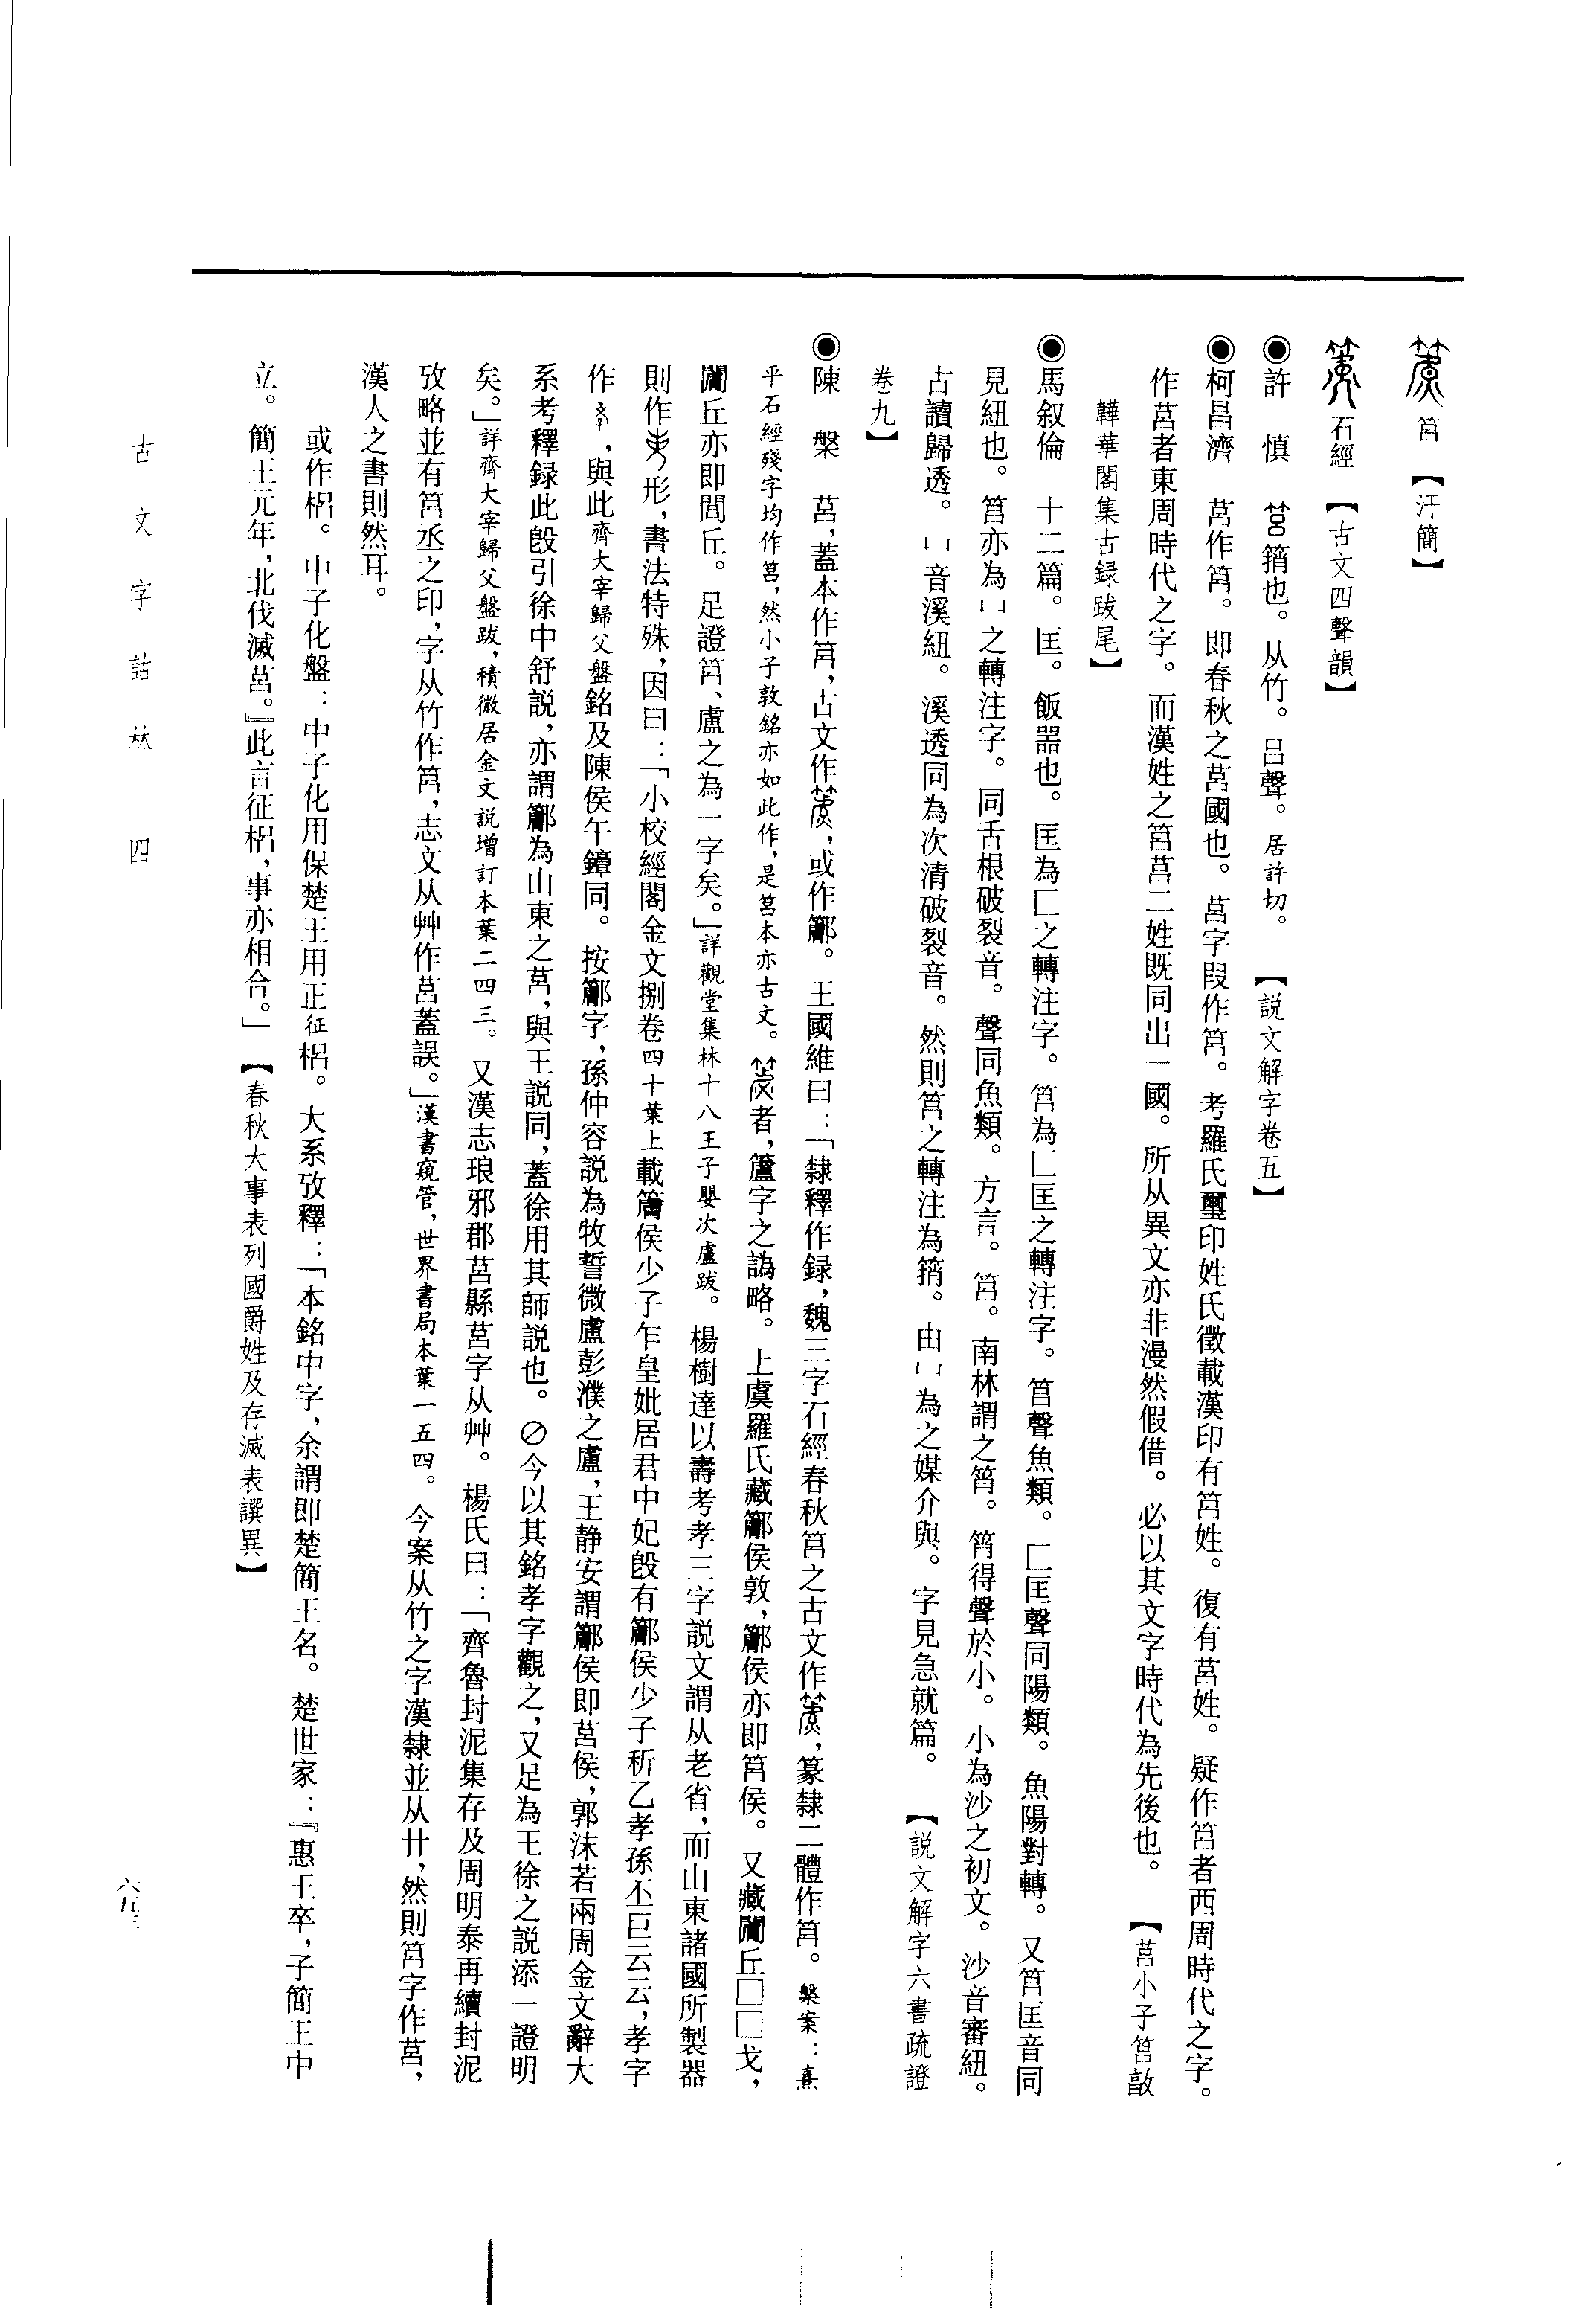 筥【汗簡】
石經【古文四聲韻】
◉許　慎　筥䈰也。从竹。呂聲。居許切。【説文解字卷五】
◉柯昌濟　莒作筥。即春秋之莒國也。莒字叚作筥。考羅氏璽印姓氏徵載漢印有筥姓。復有莒姓。疑作筥者西周時代之字。
作莒者東周時代之字。而漢姓之筥莒二姓既同出一國。所从異文亦非漫然假借。必以其文字時代為先後也。【莒小子筥𣪘
韡華閣集古録跋尾】
◉馬叙倫　十二篇。匡。飯器也。匡為匚之轉注字。筥為匚匡之轉注字。筥聲魚類。匚匡聲同陽類。魚陽對轉。又筥匡音同
見紐也。筥亦為凵之轉注字。同舌根破裂音。聲同魚類。方言。筥。南林謂之筲。筲得聲於小。小為沙之初文。沙音審紐。
古讀歸透。凵音溪紐。溪透同為次清破裂音。然則筥之轉注為䈰。由凵為之媒介與。字見急就篇。【説文解字六書疏證
卷九】
◉陳　槃　莒，蓋本作筥，古文作，或作。王國維曰：「隸釋作録，魏三字石經春秋筥之古文作，篆隸二體作筥。槃案：熹
平石經殘字均作莒，然小子敦銘亦如此作，是莒本亦古文。者，簠字之譌略。上虞羅氏藏侯敦，侯亦即筥侯。又藏丘□□戈，
丘亦即閭丘。足證筥、盧之為一字矣。」詳觀堂集林十八王子嬰次盧跋。楊樹達以壽考孝三字説文謂从老省，而山東諸國所製器
則作形，書法特殊，因曰：「小校經閣金文捌卷四十葉上載侯少子乍皇妣居君中妃𣪘有侯少子析乙孝孫不巨云云，孝字
作，與此齊大宰歸父盤銘及陳侯午錞同。按字，孫仲容説為牧誓微盧彭濮之盧，王静安謂侯即莒侯，郭沫若兩周金文辭大
系考釋録此𣪘引徐中舒説，亦謂為山東之莒，與王説同，蓋徐用其師説也。⊘今以其銘孝字觀之，又足為王徐之説添一證明
矣。」詳齊大宰歸父盤跋，積微居金文説增訂本葉二四三。又漢志琅邪郡莒縣莒字从艸。楊氏曰：「齊魯封泥集存及周明泰再續封泥
攷略並有筥丞之印，字从竹作筥，志文从艸作莒蓋誤。」漢書窺管，世界書局本葉一五四。今案从竹之字漢隸並从艹，然則筥字作莒，
漢人之書則然耳。
或作梠。中子化盤：中子化用保楚王用正征梠。大系攷釋：「本銘中字，余謂即楚簡王名。楚世家：『惠王卒，子簡王中
立。簡王元年，北伐滅莒。』此言征梠，事亦相合。」【春秋大事表列國爵姓及存滅表譔異】
古文字詁林　四
六五三